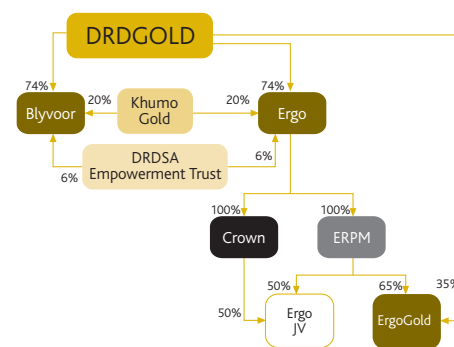 DRDGOLD
74%
74%
Blyvoor
20%
Khumo
Gold
20%
Ergo
DRDSA
Empowerment Trust
6%
6%
100%
100%
Crown
ERPM
50%
65%
35%
50%
Ergo
JV
ErgoGold